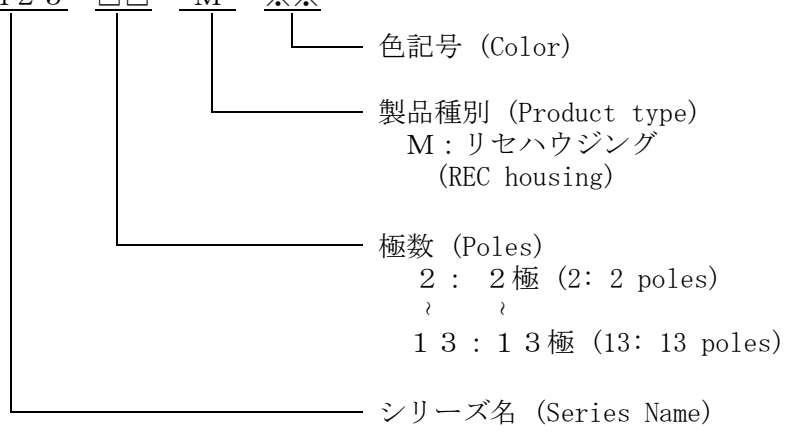 色記号 (Color)
製品種別 (Product type)
M：リセハウジング
(REC housing)
極数 (Poles)
２： ２極 (2: 2 poles)
~ ~
１３：１３極 (13: 13 poles)
シリーズ名 (Series Name)